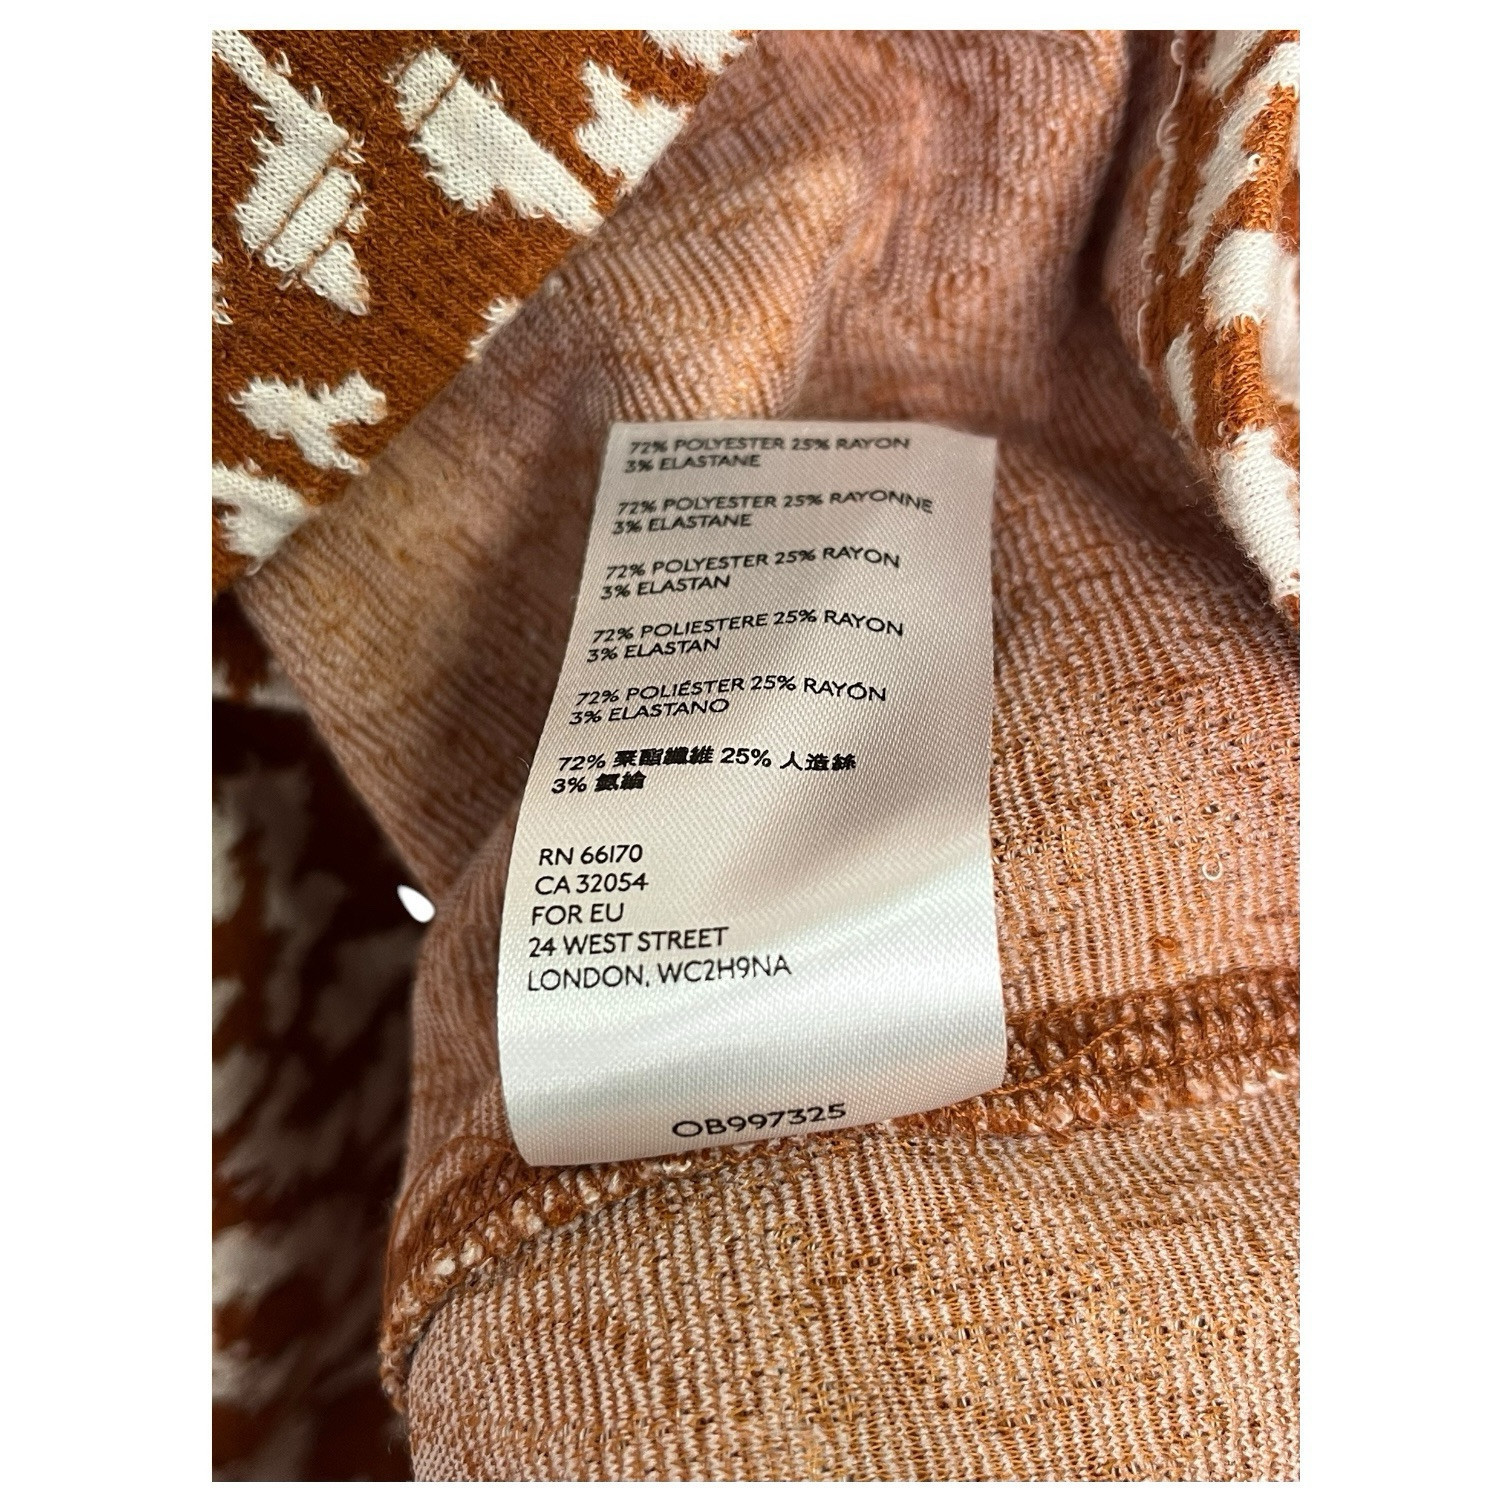 72% POLYESTER 25% RAYON
3% ELASTANE
72% POLYESTER 25% RAYONNE
3% ELASTANE
72% POLYESTER 25% RAYON
3% ELASTAN
72% POLIESTERE 25% RAYON
3% ELASTAN
72% POLIÉSTER 25% RAYÓN
3% ELASTANO
72% 聚酯纖維 25% 人造絲
3% 氨綸
RN 66170
CA 32054
FOR EU
24 WEST STREET
LONDON, WC2H9NA
OB997325